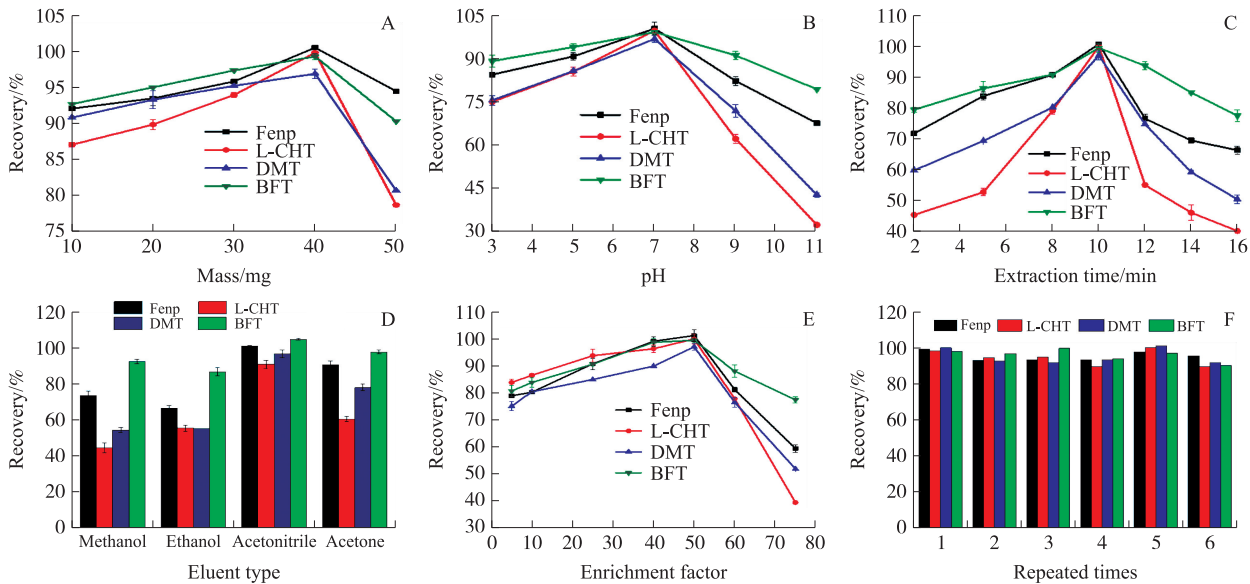 A
Recovery/%
105
100
95
90
85
80
75
Fenp
L-CHT
DMT
BFT
10
20
30
40
50
Mass/mg
B
Recovery/%
105
90
75
60
45
30
Fenp
L-CHT
DMT
BFT
3
4
5
6
7
8
9
10
11
pH
C
Recovery/%
110
100
90
80
70
60
50
40
Fenp
L-CHT
DMT
BFT
2
4
6
8
10
12
14
16
Extraction time/min
D
Recovery/%
120
100
80
60
40
20
0
Fenp
L-CHT
DMT
BFT
Methanol
Ethanol
Acetonitrile
Acetone
Eluent type
E
Recovery/%
110
100
90
80
70
60
50
40
30
Fenp
L-CHT
DMT
BFT
0
10
20
30
40
50
60
70
80
Enrichment factor
F
Recovery/%
120
100
80
60
40
20
0
Fenp
L-CHT
DMT
BFT
1
2
3
4
5
6
Repeated times